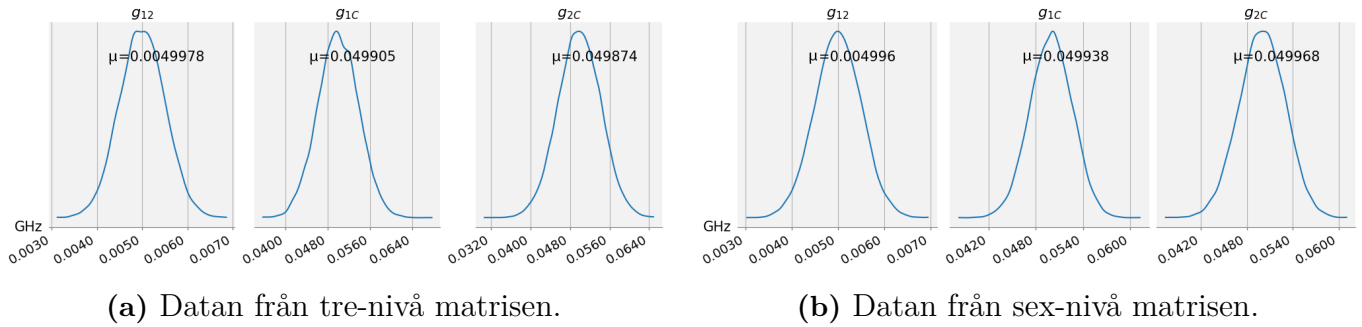 g12
μ=0.0049978
GHz
0.0030 0.0040 0.0050 0.0060 0.0070
g1C
μ=0.049905
0.0400 0.0480 0.0560 0.0640
g2C
μ=0.049874
0.0320 0.0400 0.0480 0.0560 0.0640
(a) Datan från tre-nivå matrisen.
g12
μ=0.004996
GHz
0.0030 0.0040 0.0050 0.0060 0.0070
g1C
μ=0.049938
0.0420 0.0480 0.0540 0.0600
g2C
μ=0.049968
0.0420 0.0480 0.0540 0.0600
(b) Datan från sex-nivå matrisen.